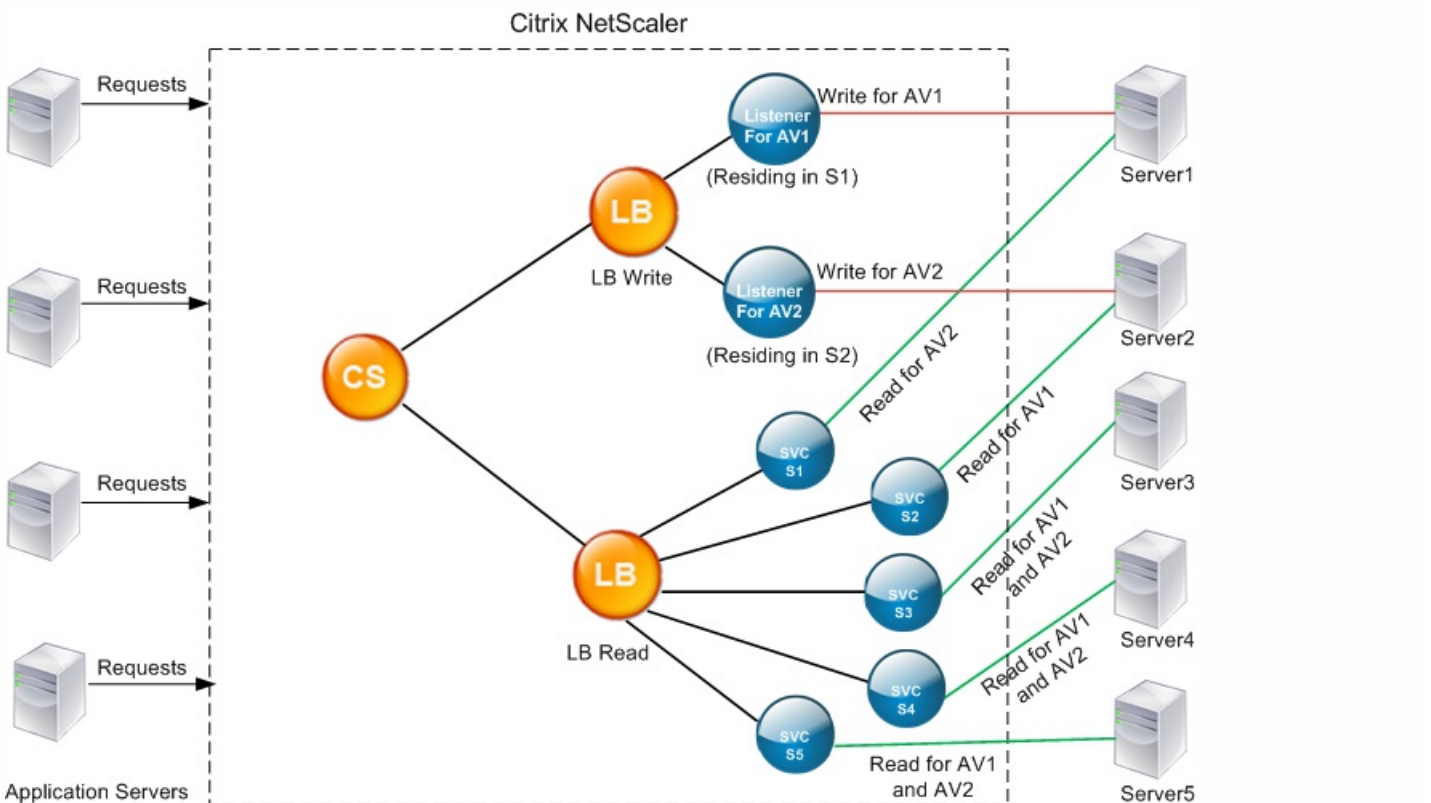 Citrix NetScaler
Requests
Requests
Requests
Requests
Application Servers
CS
LB
LB Write
Listener
For AV1
(Residing in S1)
Write for AV1
Listener
For AV2
(Residing in S2)
Write for AV2
LB
LB Read
SVC
S1
Read for AV2
SVC
S2
Read for AV1
SVC
S3
Read for AV1
and AV2
SVC
S4
Read for AV1
and AV2
SVC
S5
Read for AV1
and AV2
Server1
Server2
Server3
Server4
Server5